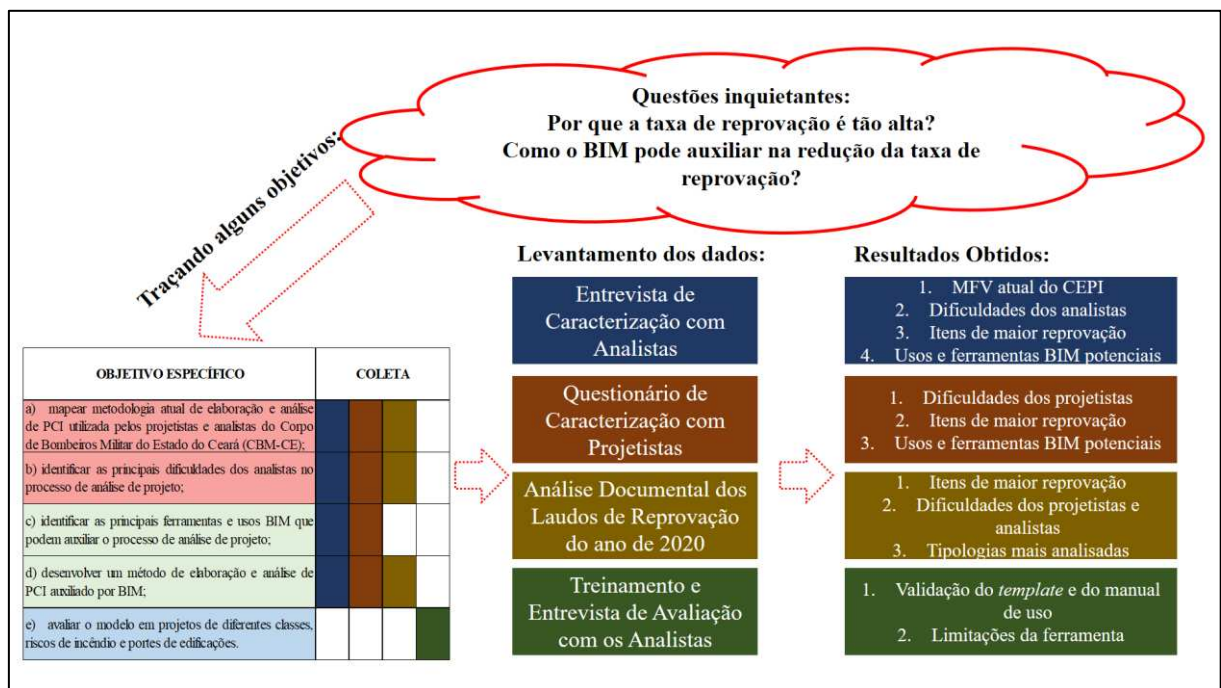 Questões inquietantes:
Por que a taxa de reprovação é tão alta?
Como o BIM pode auxiliar na redução da taxa de
reprovação?
Traçando alguns objetivos:
OBJETIVO ESPECÍFICO
COLETA
a) mapear metodologia atual de elaboração e análise
de PCI utilizada pelos projetistas e analistas do Corpo
de Bombeiros Militar do Estado do Ceará (CBM-CE);
b) identificar as principais dificuldades dos analistas no
processo de análise de projeto;
c) identificar as principais ferramentas e usos BIM que
podem auxiliar o processo de análise de projeto;
d) desenvolver um método de elaboração e análise de
PCI auxiliado por BIM;
e) avaliar o modelo em projetos de diferentes classes,
riscos de incêndio e portes de edificações.
Levantamento dos dados:
Entrevista de
Caracterização com
Analistas
Questionário de
Caracterização com
Projetistas
Análise Documental dos
Laudos de Reprovação
do ano de 2020
Treinamento e
Entrevista de Avaliação
com os Analistas
Resultados Obtidos:
1. MFV atual do CEPI
2. Dificuldades dos analistas
3. Itens de maior reprovação
4. Usos e ferramentas BIM potenciais
1. Dificuldades dos projetistas
2. Itens de maior reprovação
3. Usos e ferramentas BIM potenciais
1. Itens de maior reprovação
2. Dificuldades dos projetistas e
analistas
3. Tipologias mais analisadas
1. Validação do template e do manual
de uso
2. Limitações da ferramenta